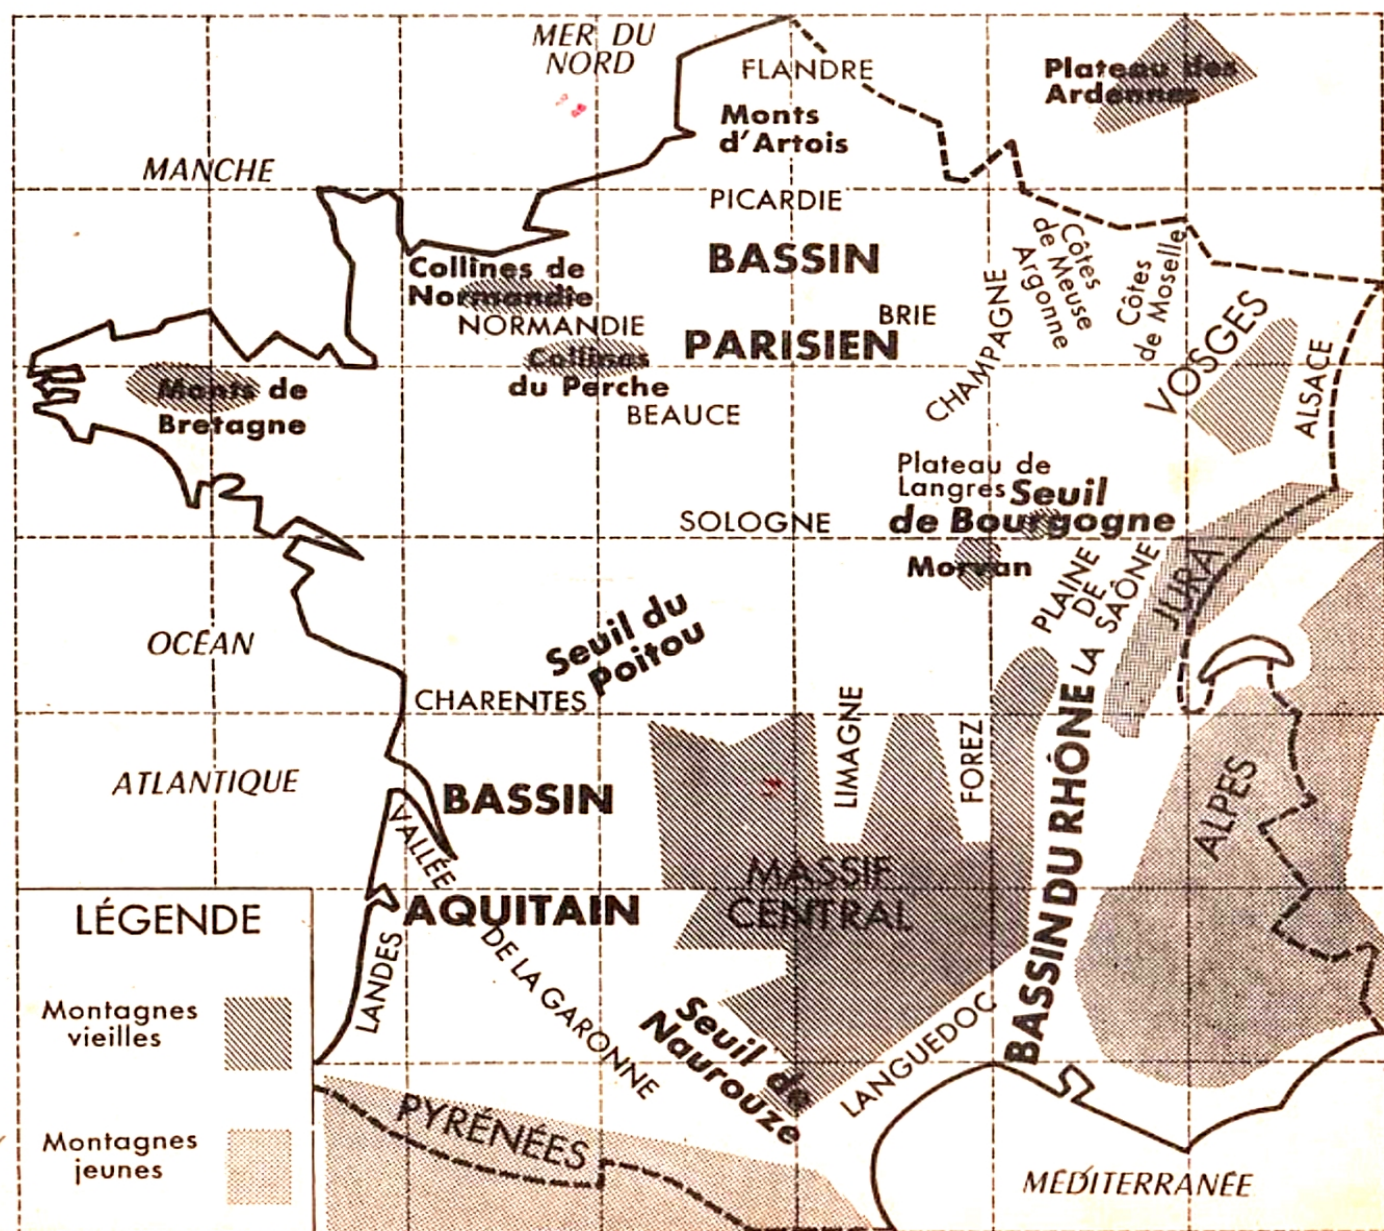 MER DU
NORD
FLANDRE
Plateau des
Ardennes
Monts
d'Artois
MANCHE
PICARDIE
BASSIN
PARISIEN
Côtes
de Meuse
Argonne
Côtes
de Moselle
Collines de
Normandie
NORMANDIE
BRIE
CHAMPAGNE
VOSGES
ALSACE
Collines
du Perche
Monts de
Bretagne
BEAUCE
Plateau de
Langres
Seuil
de Bourgogne
SOLOGNE
Morvan
PLAINE
DE
LA SAÔNE
JURA
OCÉAN
ATLANTIQUE
Seuil du
Poitou
CHARENTES
LIMAGNE
FOREZ
BASSIN DU RHÔNE
ALPES
BASSIN
AQUITAIN
VALLÉE
DE LA GARONNE
MASSIF
CENTRAL
LANDES
Seuil de
Naurouze
LANGUEDOC
PYRÉNÉES
MÉDITERRANÉE
LÉGENDE
Montagnes
vieilles
Montagnes
jeunes